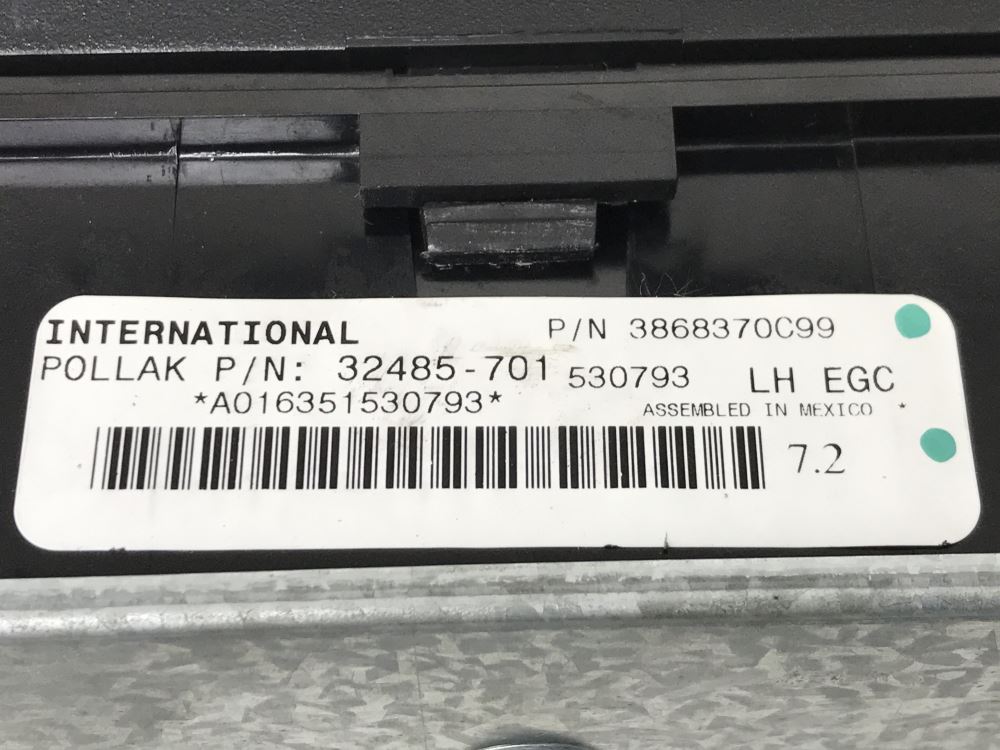 INTERNATIONAL P/N 3868370C99
POLLAK P/N: 32485-701 530793 LH EGC
*A016351530793* ASSEMBLED IN MEXICO *
7.2